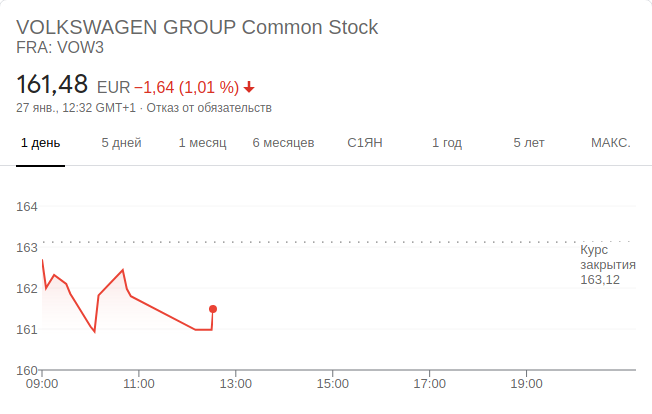 VOLKSWAGEN GROUP Common Stock
FRA: VOW3
161,48 EUR −1,64 (1,01 %)
27 янв., 12:32 GMT+1 · Отказ от обязательств
1 день 5 дней 1 месяц 6 месяцев С1ЯН 1 год 5 лет МАКС.
164
163
Курс
закрытия
163,12
162
161
160
09:00 11:00 13:00 15:00 17:00 19:00